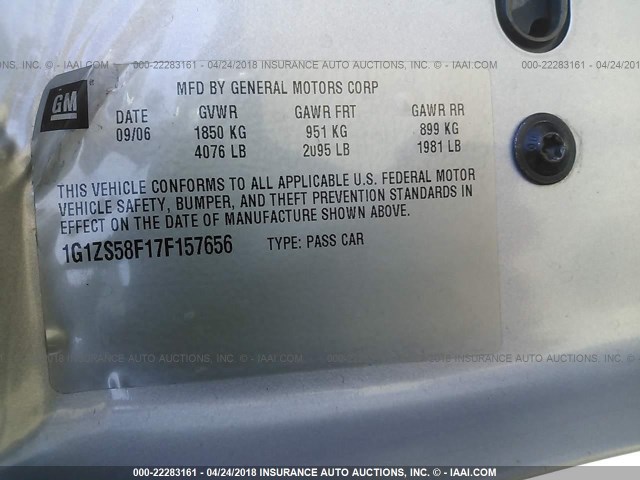 000-22283161 - 04/24/2018 INSURANCE AUTO AUCTIONS, INC. - © IAAI.COM
GM
MFD BY GENERAL MOTORS CORP
DATE GVWR GAWR FRT GAWR RR
09/06 1850 KG 951 KG 899 KG
4076 LB 2095 LB 1981 LB
THIS VEHICLE CONFORMS TO ALL APPLICABLE U.S. FEDERAL MOTOR
VEHICLE SAFETY, BUMPER, AND THEFT PREVENTION STANDARDS IN
EFFECT ON THE DATE OF MANUFACTURE SHOWN ABOVE.
1G1ZS58F17F157656 TYPE: PASS CAR
000-22283161 - 04/24/2018 INSURANCE AUTO AUCTIONS, INC. - © IAAI.COM
000-22283161 - 04/24/2018 INSURANCE AUTO AUCTIONS, INC. - © IAAI.COM